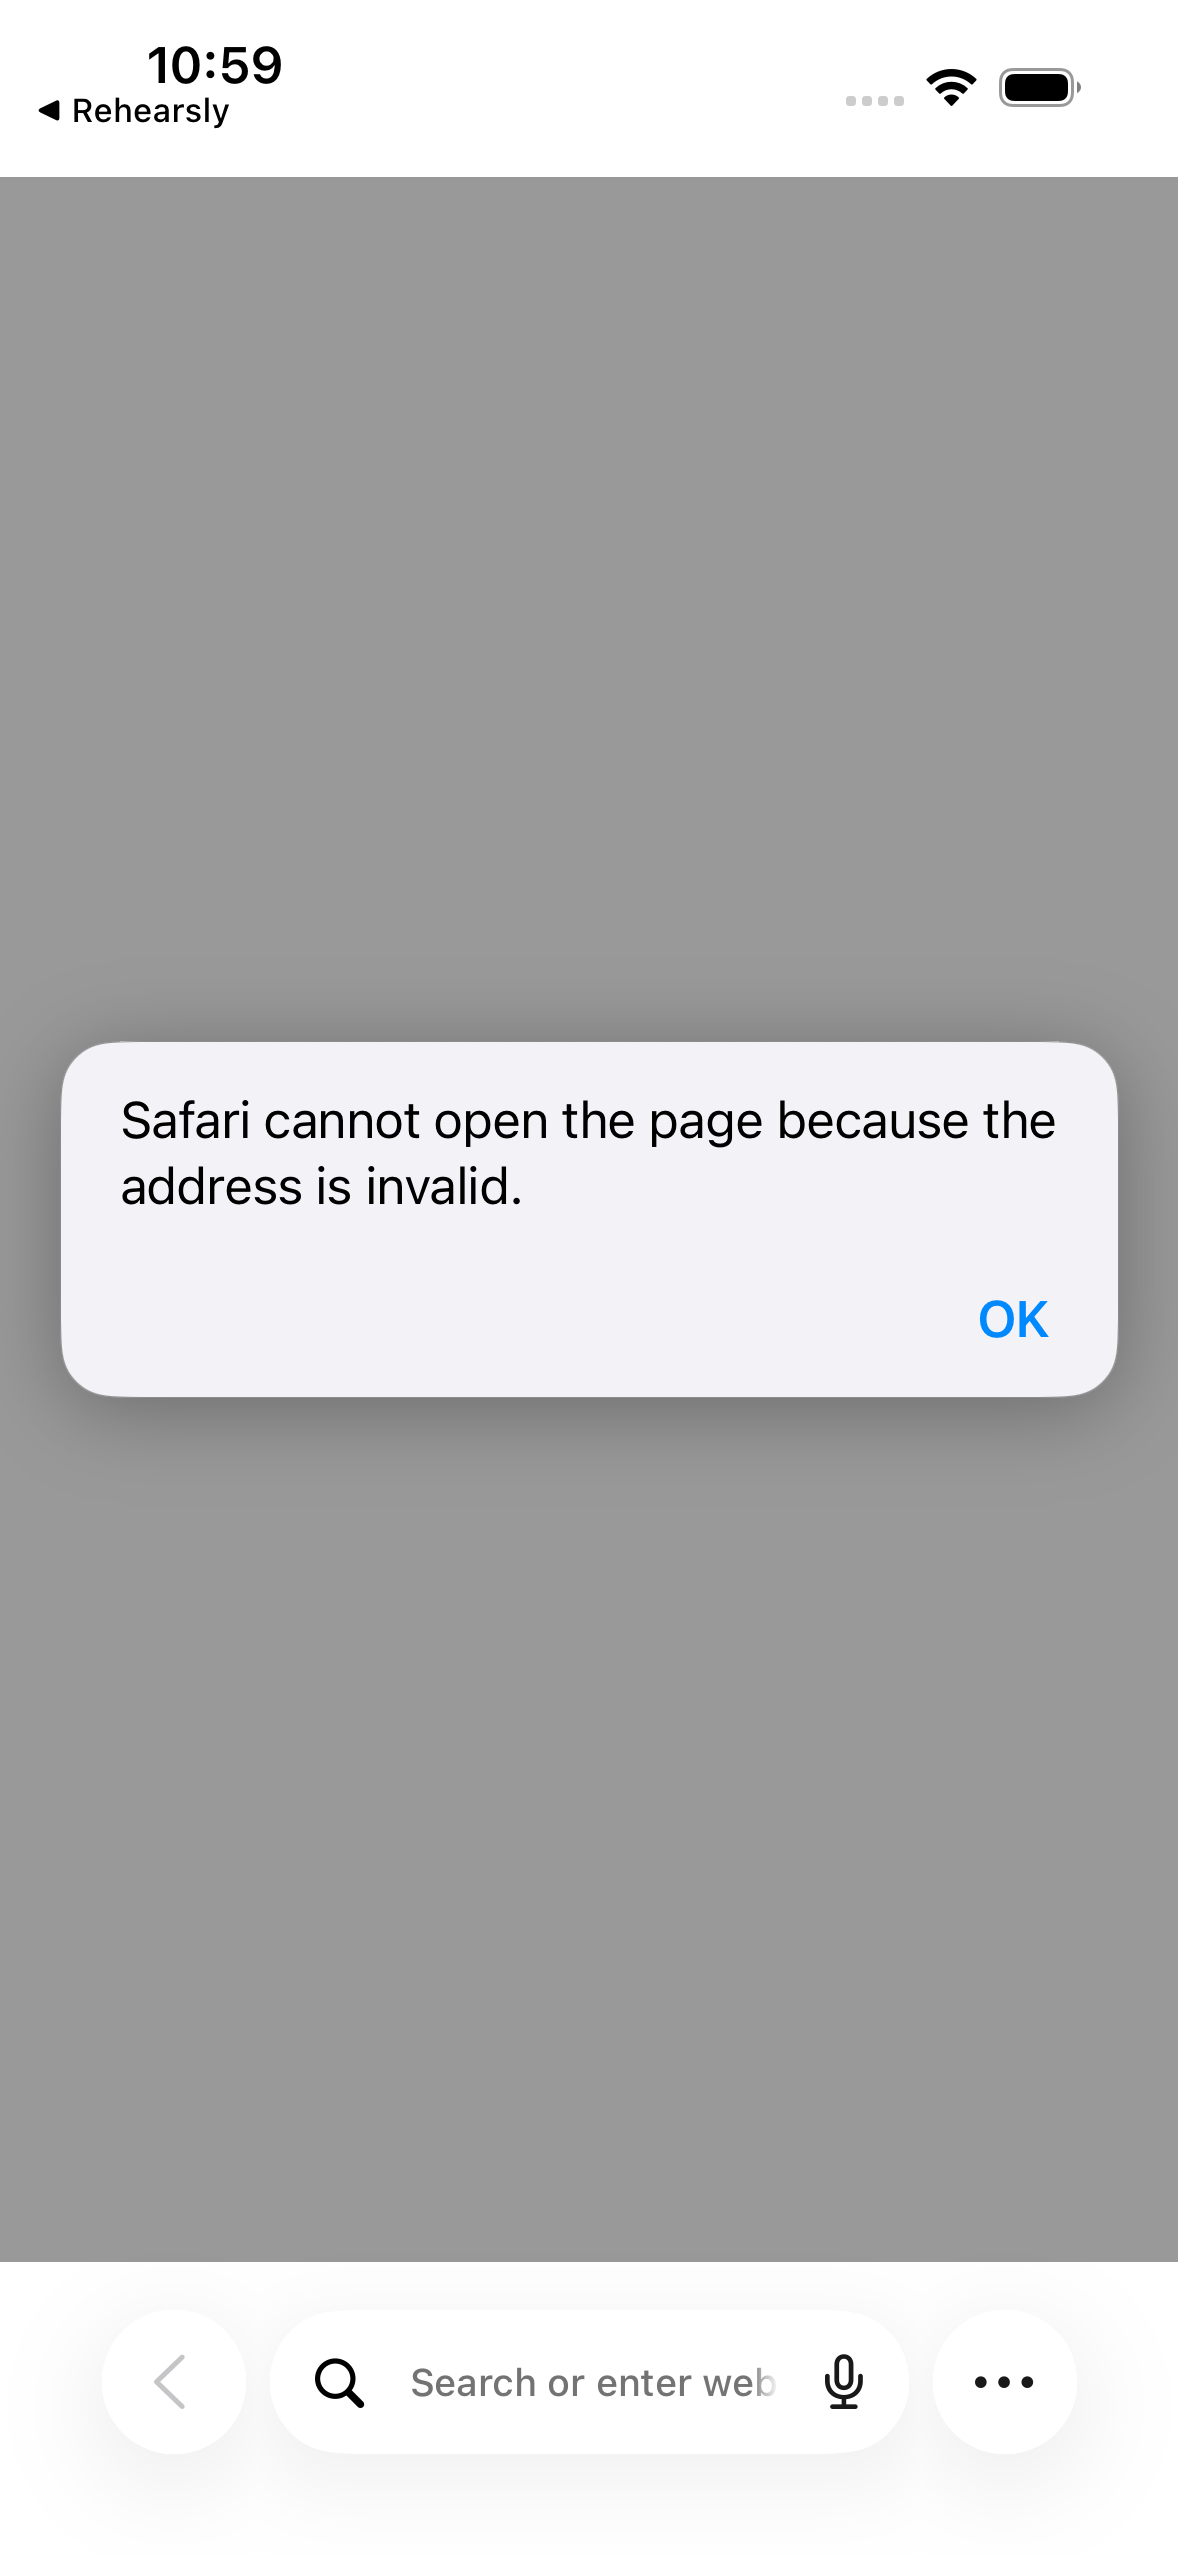 10:59
Rehearsly
Safari cannot open the page because the
address is invalid.
OK
Search or enter web